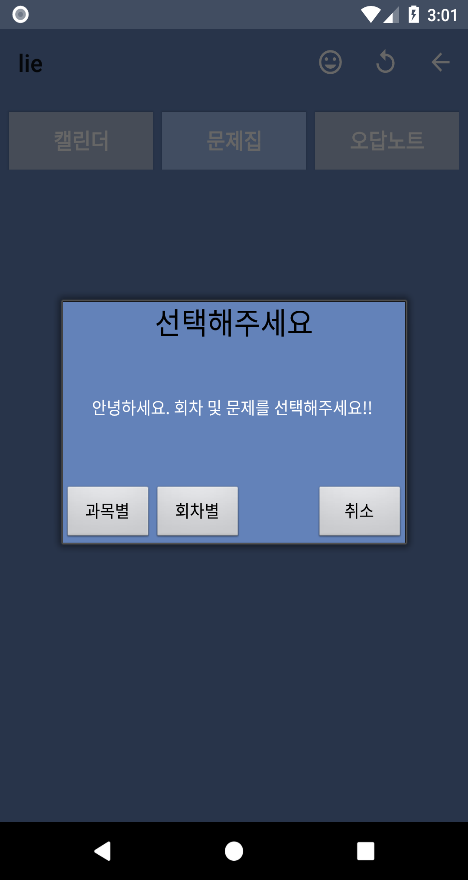 3:01
lie
캘린더 문제집 오답노트
선택해주세요
안녕하세요. 회차 및 문제를 선택해주세요!!
과목별 회차별 취소